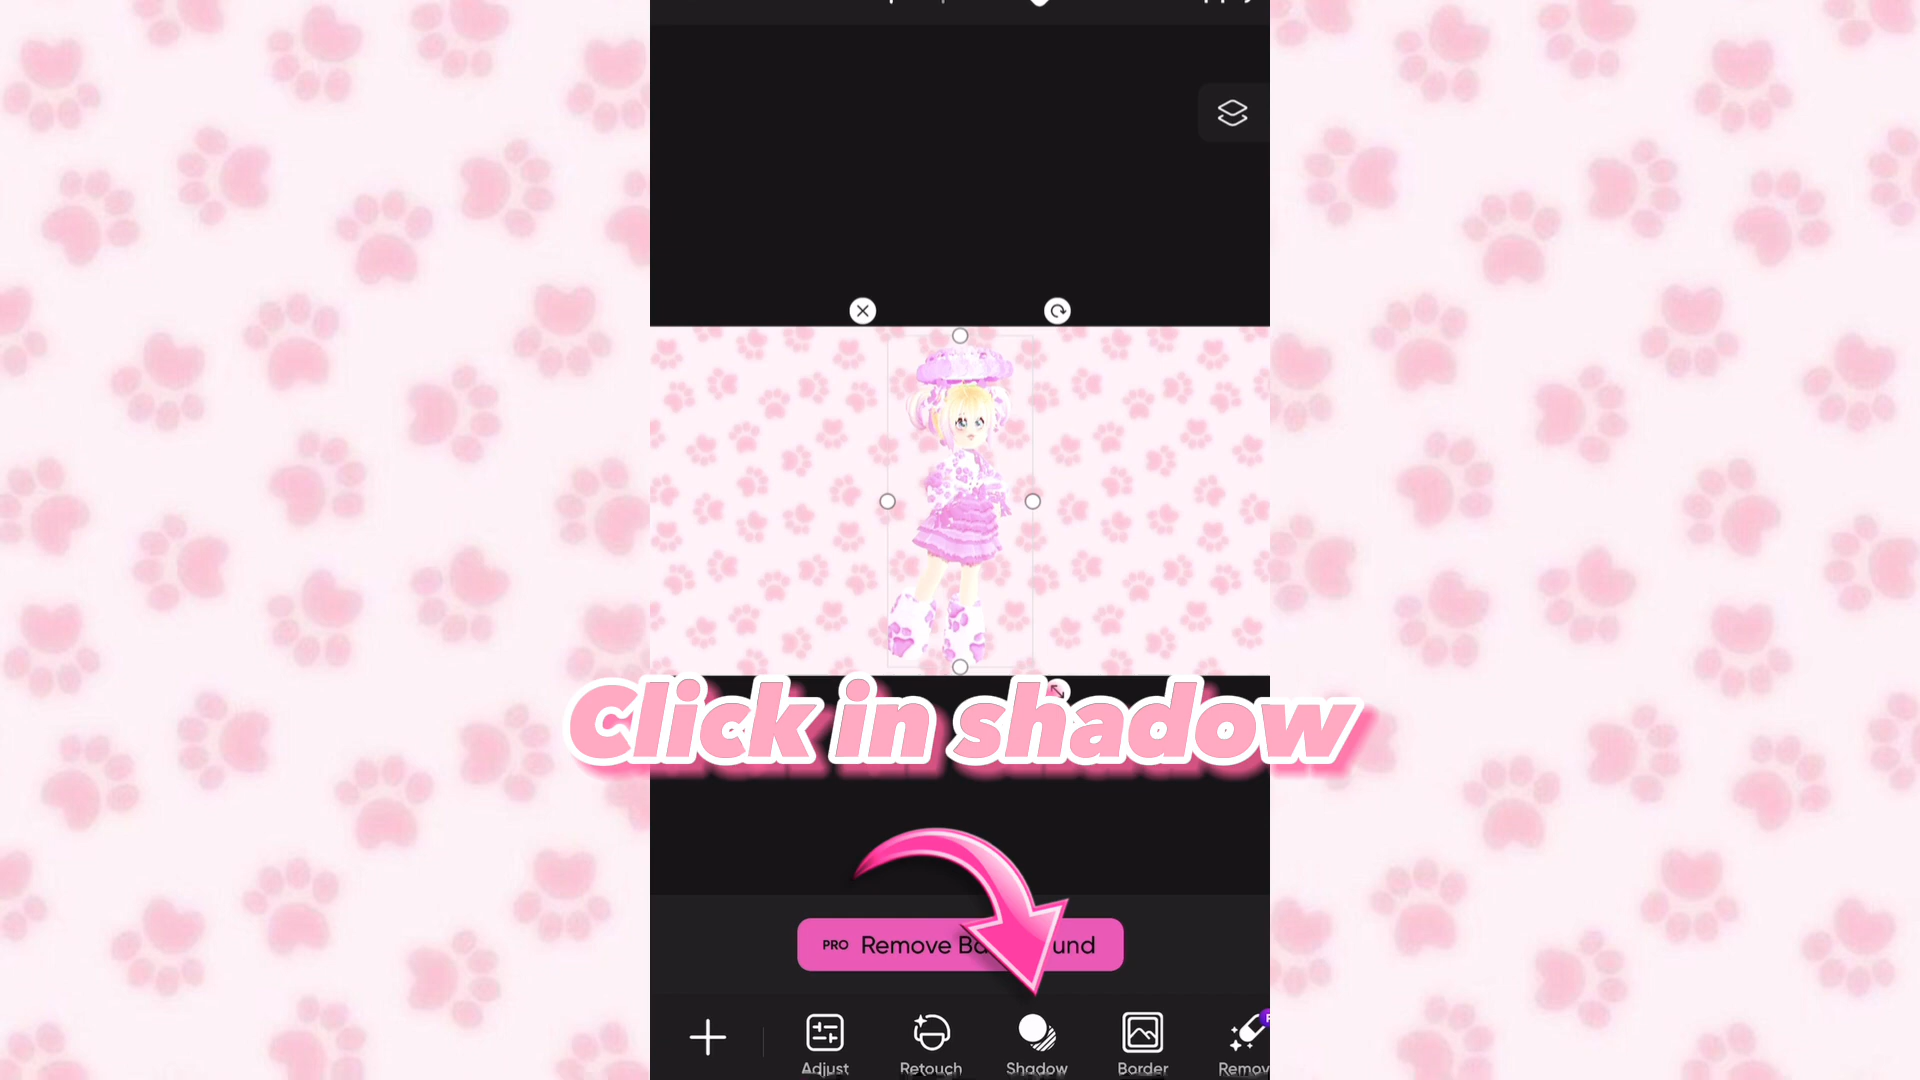 Click in shadow
PRO Remove Ba und
Adjust Retouch Shadow Border Remov